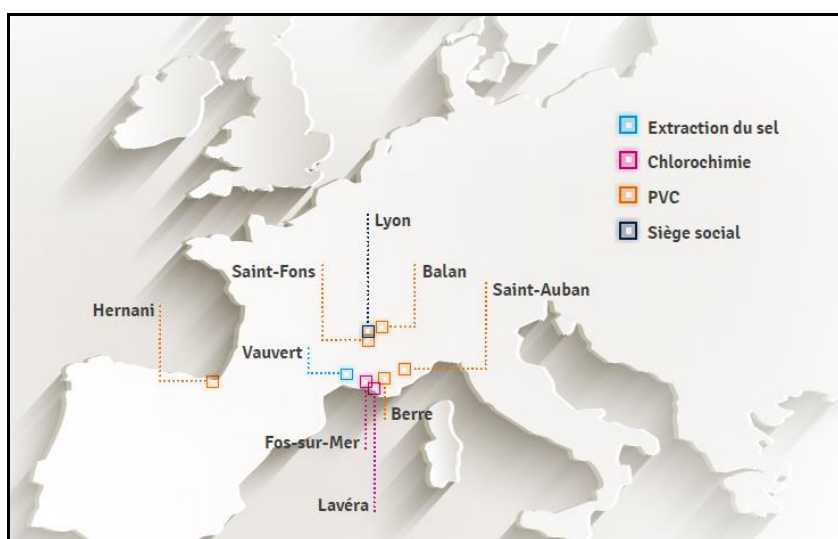 Extraction du sel
Chlorochimie
PVC
Siège social
Lyon
Saint-Fons
Balan
Saint-Auban
Hernani
Vauvert
Berre
Fos-sur-Mer
Lavéra